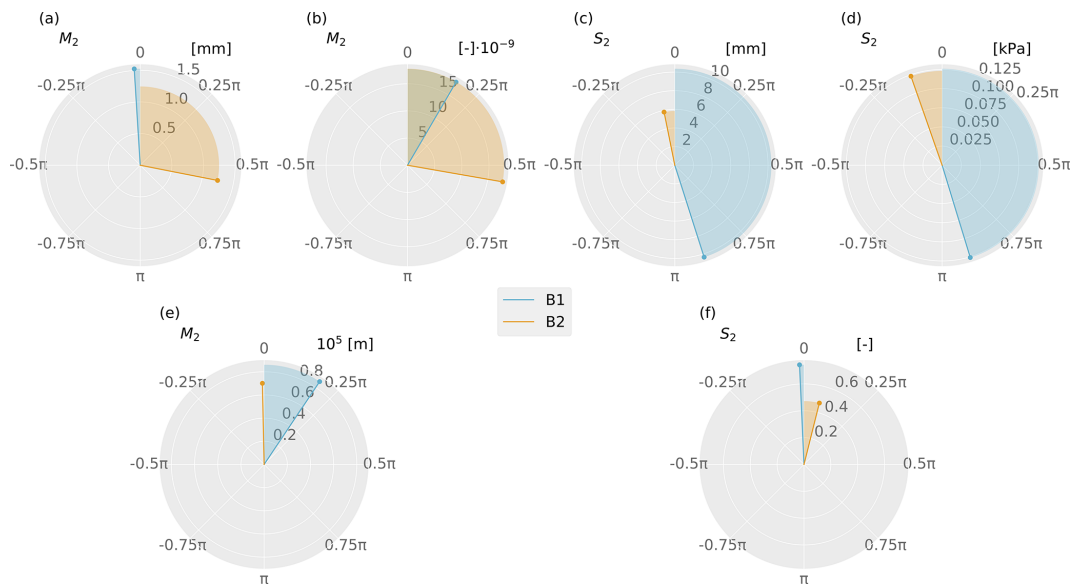 (a)
M₂
[mm]
0
0.25π
0.5π
0.75π
π
-0.75π
-0.5π
-0.25π
0.5
1.0
1.5
(b)
M₂
[-]·10⁻⁹
0
0.25π
0.5π
0.75π
π
-0.75π
-0.5π
-0.25π
5
10
15
(c)
S₂
[mm]
0
0.25π
0.5π
0.75π
π
-0.75π
-0.5π
-0.25π
2
4
6
8
10
(d)
S₂
[kPa]
0
0.25π
0.5π
0.75π
π
-0.75π
-0.5π
-0.25π
0.025
0.050
0.075
0.100
0.125
B1
B2
(e)
M₂
10⁵ [m]
0
0.25π
0.5π
0.75π
π
-0.75π
-0.5π
-0.25π
0.2
0.4
0.6
0.8
(f)
S₂
[-]
0
0.25π
0.5π
0.75π
π
-0.75π
-0.5π
-0.25π
0.2
0.4
0.6